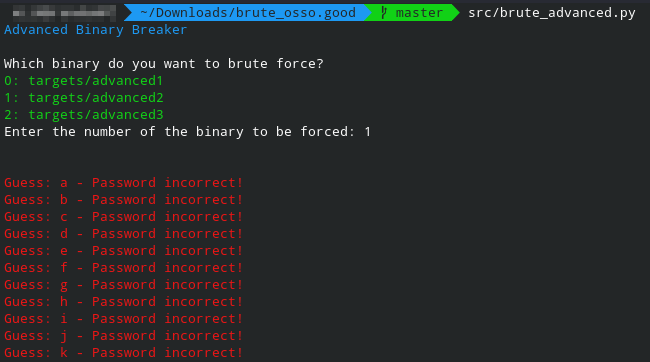 ~/Downloads/brute_osso.good master src/brute_advanced.py
Advanced Binary Breaker
Which binary do you want to brute force?
0: targets/advanced1
1: targets/advanced2
2: targets/advanced3
Enter the number of the binary to be forced: 1
Guess: a - Password incorrect!
Guess: b - Password incorrect!
Guess: c - Password incorrect!
Guess: d - Password incorrect!
Guess: e - Password incorrect!
Guess: f - Password incorrect!
Guess: g - Password incorrect!
Guess: h - Password incorrect!
Guess: i - Password incorrect!
Guess: j - Password incorrect!
Guess: k - Password incorrect!